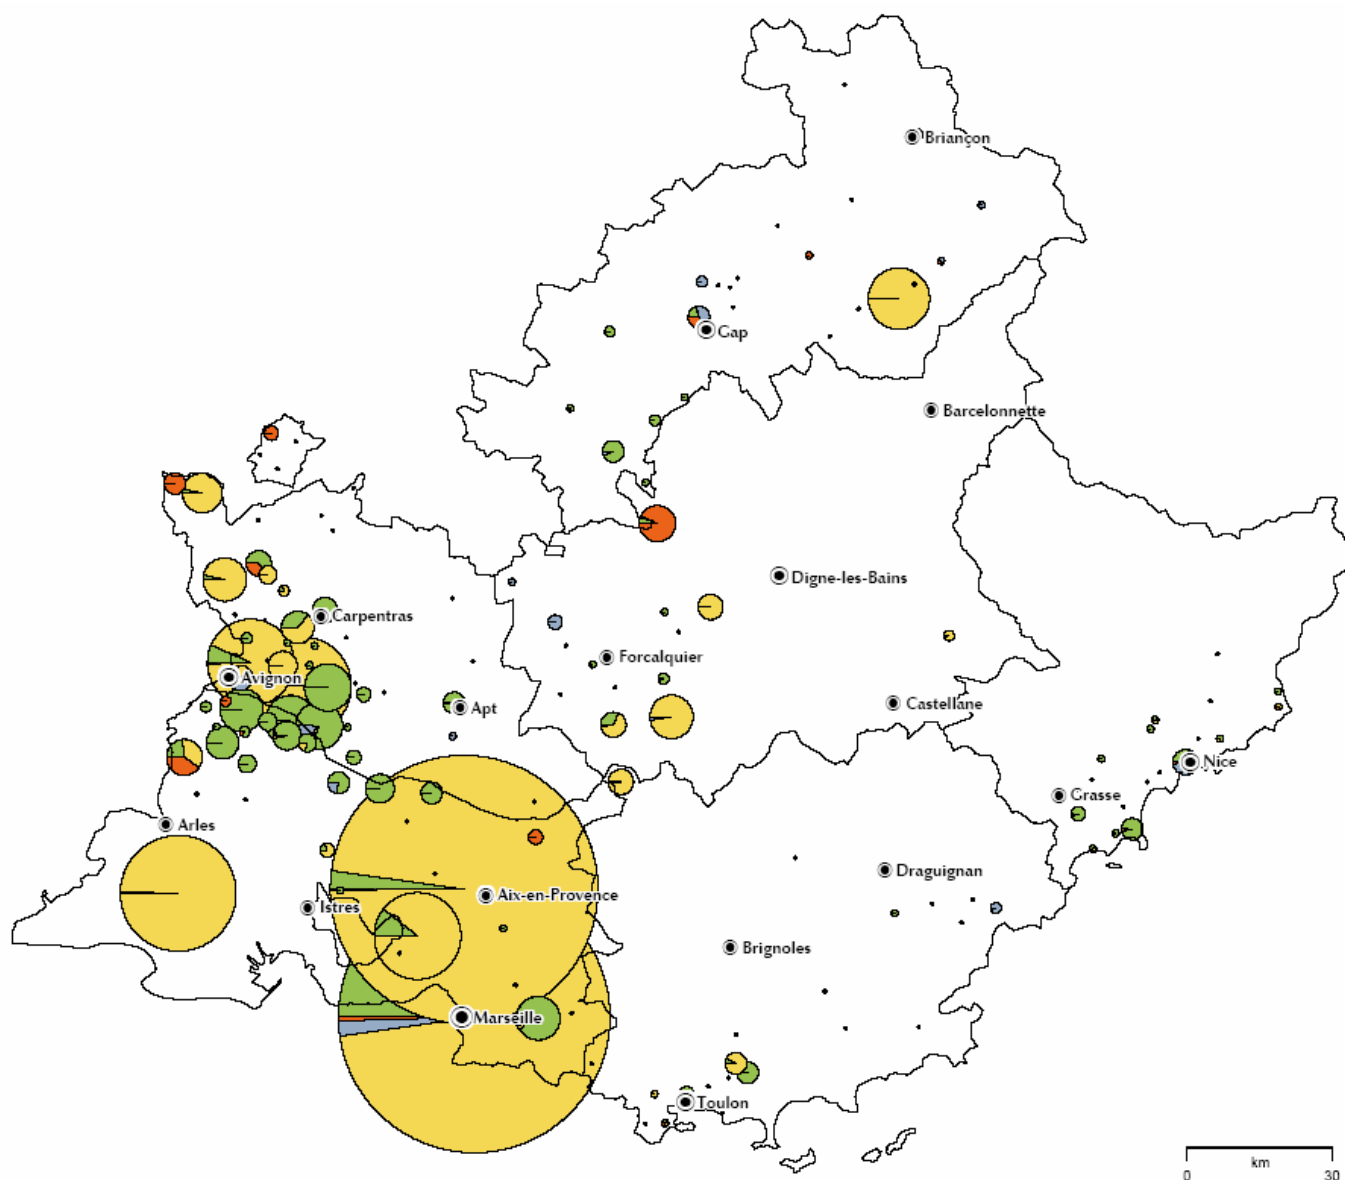 Briançon
Gap
Barcelonnette
Digne-les-Bains
Carpentras
Forcalquier
Avignon
Apt
Castellane
Nice
Grasse
Arles
Draguignan
Aix-en-Provence
Istres
Brignoles
Marseille
Toulon
km
0 30